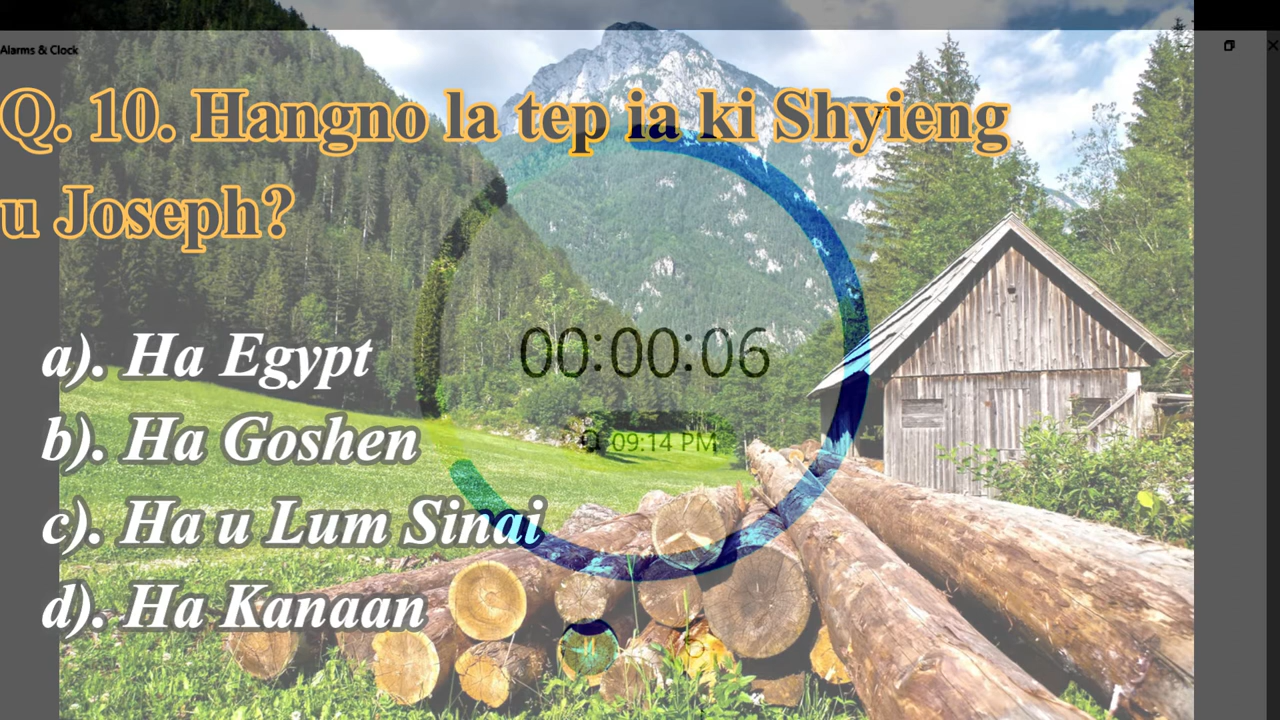 Alarms & Clock
Q. 10. Hangno la tep ia ki Shyieng
u Joseph?
00:00:06
09:14 PM
a). Ha Egypt
b). Ha Goshen
c). Ha u Lum Sinai
d). Ha Kanaan